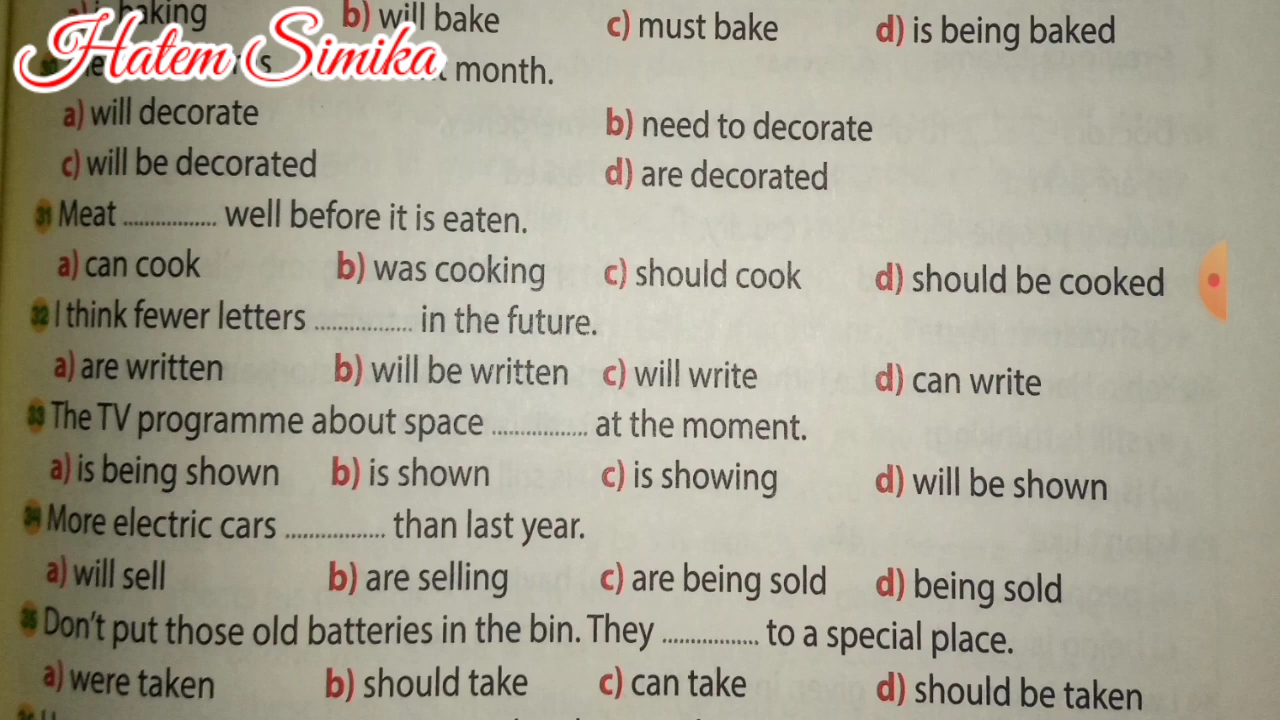 baking b) will bake c) must bake d) is being baked
Hatem Simika
month.
a) will decorate b) need to decorate
c) will be decorated d) are decorated
31 Meat ................ well before it is eaten.
a) can cook b) was cooking c) should cook d) should be cooked
32 I think fewer letters ................ in the future.
a) are written b) will be written c) will write d) can write
33 The TV programme about space ................ at the moment.
a) is being shown b) is shown c) is showing d) will be shown
34 More electric cars ................ than last year.
a) will sell b) are selling c) are being sold d) being sold
35 Don't put those old batteries in the bin. They ................ to a special place.
a) were taken b) should take c) can take d) should be taken